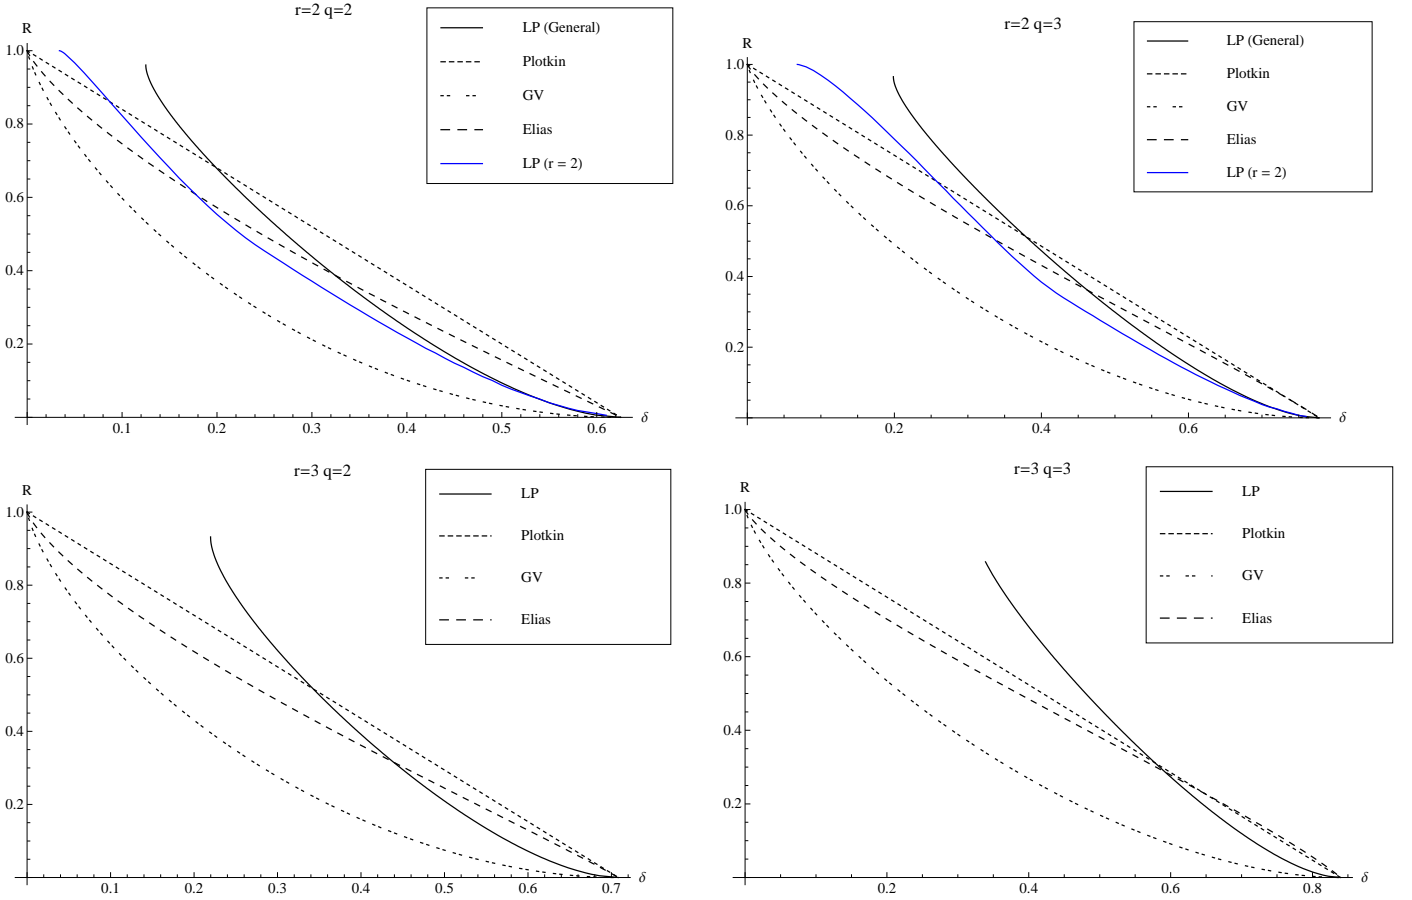 r=2 q=2
R
1.0
0.8
0.6
0.4
0.2
0.1 0.2 0.3 0.4 0.5 0.6 δ
LP (General)
Plotkin
GV
Elias
LP (r = 2)
r=2 q=3
R
1.0
0.8
0.6
0.4
0.2
0.2 0.4 0.6 δ
LP (General)
Plotkin
GV
Elias
LP (r = 2)
r=3 q=2
R
1.0
0.8
0.6
0.4
0.2
0.1 0.2 0.3 0.4 0.5 0.6 0.7 δ
LP
Plotkin
GV
Elias
r=3 q=3
R
1.0
0.8
0.6
0.4
0.2
0.2 0.4 0.6 0.8 δ
LP
Plotkin
GV
Elias